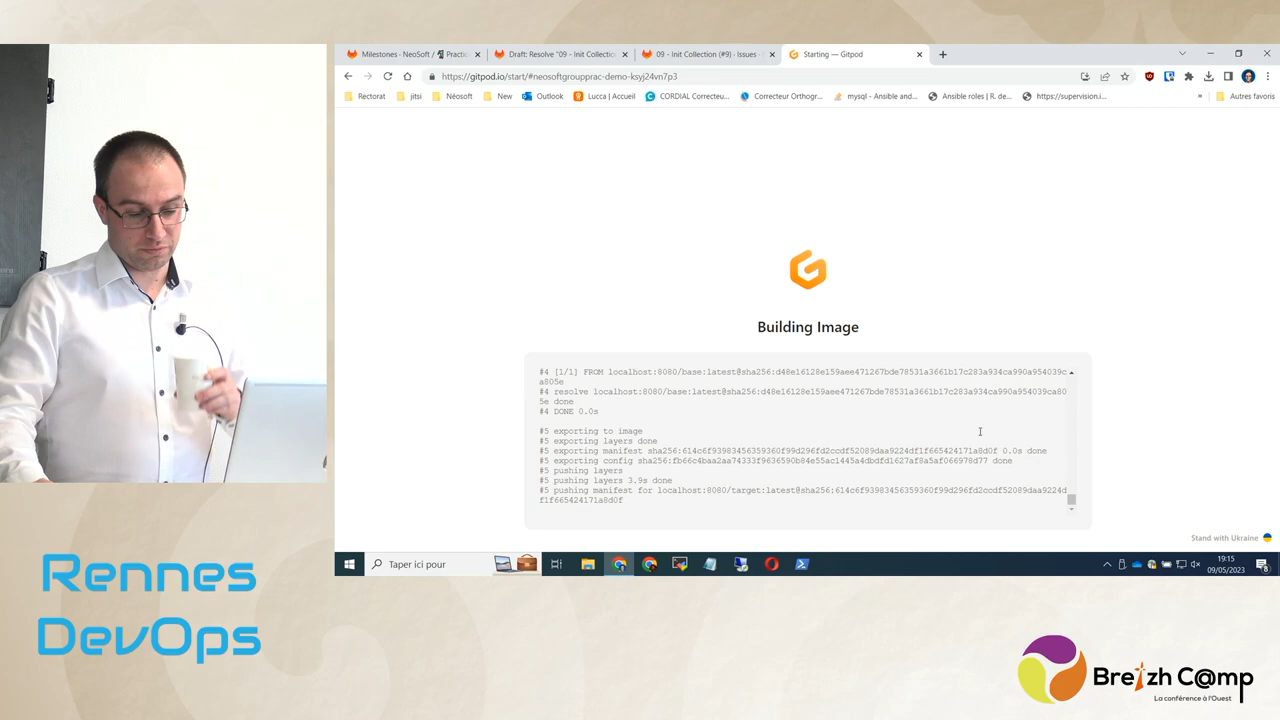 Milestones · NeoSoft /
Practic
Draft: Resolve "09 - Init Collection
09 - Init Collection (#9) · Issues ·
Starting — Gitpod
https://gitpod.io/start/#neosoftgroupprac-demo-ksyj24vn7p3
Rectorat
jitsi
Néosoft
New
Outlook
Lucca | Accueil
CORDIAL Correcteu...
Correcteur Orthogr...
mysql - Ansible and...
Ansible roles | R. de...
https://supervision.i...
»
Autres favoris
Building Image
#4 [1/1] FROM localhost:8080/base:latest@sha256:d48e16128e159aee471267bde78531a3661b17c283a934ca990a954039c
a805e
#4 resolve localhost:8080/base:latest@sha256:d48e16128e159aee471267bde78531a3661b17c283a934ca990a954039ca80
5e done
#4 DONE 0.0s
#5 exporting to image
#5 exporting layers done
#5 exporting manifest sha256:614c6f93983456359360f99d296fd2ccdf52089daa9224df1f665424171a8d0f 0.0s done
#5 exporting config sha256:fb66c4baa2aa74333f9636590b84e55ac1445a4dbdfd1627af8a5af066978d77 done
#5 pushing layers
#5 pushing layers 3.9s done
#5 pushing manifest for localhost:8080/target:latest@sha256:614c6f93983456359360f99d296fd2ccdf52089daa9224d
f1f665424171a8d0f
Stand with Ukraine
Taper ici pour
19:15
09/05/2023
8
Rennes
DevOps
Breizh C@mp
La conférence à l'Ouest